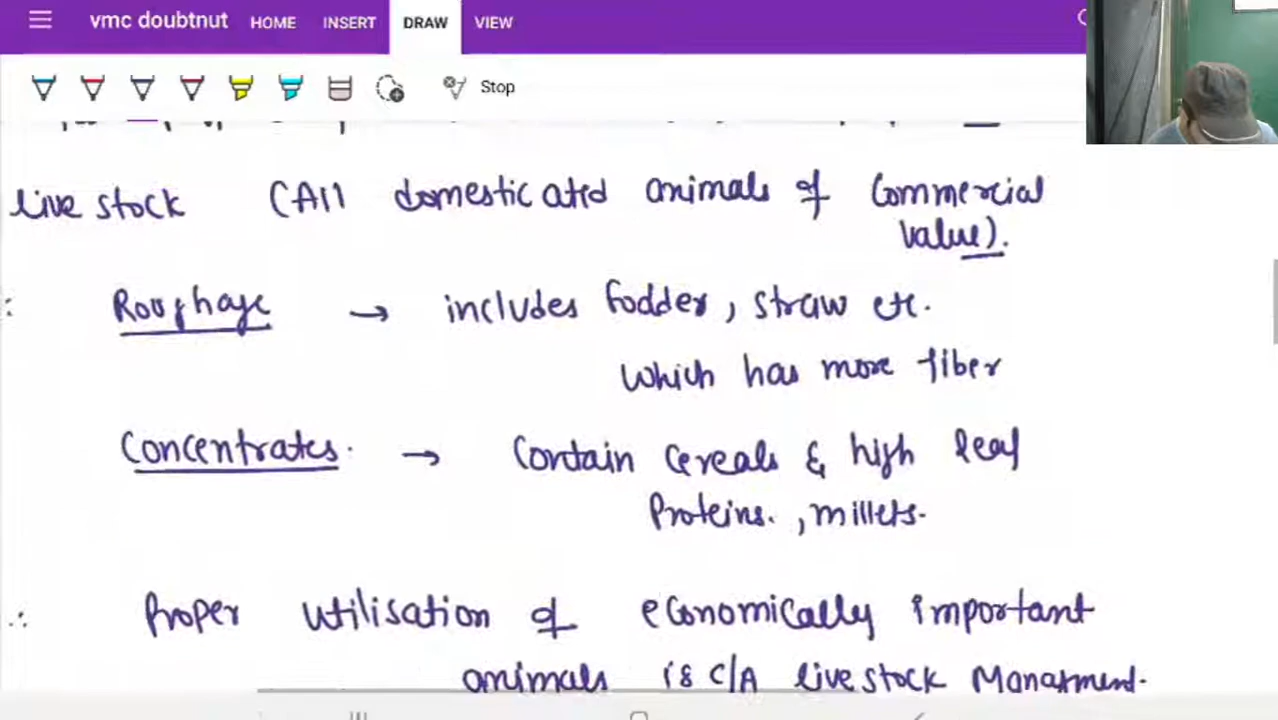 vmc doubtnut HOME INSERT DRAW VIEW
Stop
live stock (All domesticated animals of Commercial
value).
Roughage → includes fodder, straw etc.
which has more fiber
Concentrates. → Contain cereals & high leaf
Proteins. , millets.
∴ Proper utilisation of economically important
animals is c/A live stock